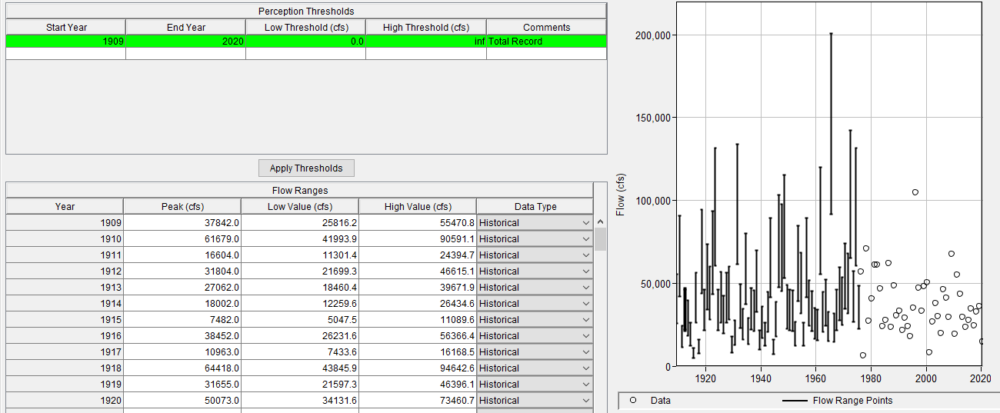 Perception Thresholds
Start Year End Year Low Threshold (cfs) High Threshold (cfs) Comments
1909 2020 0.0 inf Total Record
Apply Thresholds
Flow Ranges
Year Peak (cfs) Low Value (cfs) High Value (cfs) Data Type
1909 37842.0 25816.2 55470.8 Historical
1910 61679.0 41993.9 90591.1 Historical
1911 16604.0 11301.4 24394.7 Historical
1912 31804.0 21699.3 46615.1 Historical
1913 27062.0 18460.4 39671.9 Historical
1914 18002.0 12259.6 26434.6 Historical
1915 7482.0 5047.5 11089.6 Historical
1916 38452.0 26231.6 56366.4 Historical
1917 10963.0 7433.6 16168.5 Historical
1918 64418.0 43845.9 94642.6 Historical
1919 31655.0 21597.3 46396.1 Historical
1920 50073.0 34131.6 73460.7 Historical
200,000
150,000
100,000
50,000
0
Flow (cfs)
1920 1940 1960 1980 2000 2020
Data Flow Range Points